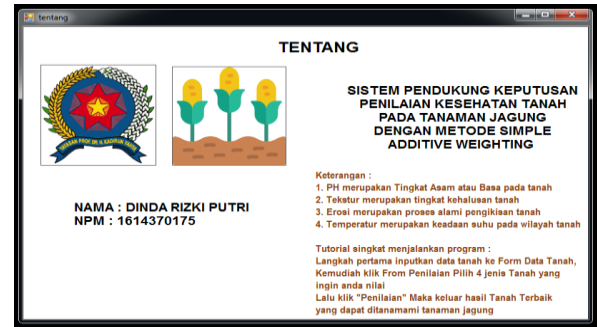 tentang
TENTANG
SISTEM PENDUKUNG KEPUTUSAN
PENILAIAN KESEHATAN TANAH
PADA TANAMAN JAGUNG
DENGAN METODE SIMPLE
ADDITIVE WEIGHTING
NAMA : DINDA RIZKI PUTRI
NPM : 1614370175
Keterangan :
1. PH merupakan Tingkat Asam atau Basa pada tanah
2. Tekstur merupakan tingkat kehalusan tanah
3. Erosi merupakan proses alami pengikisan tanah
4. Temperatur merupakan keadaan suhu pada wilayah tanah
Tutorial singkat menjalankan program :
Langkah pertama inputkan data tanah ke Form Data Tanah,
Kemudiah klik From Penilaian Pilih 4 jenis Tanah yang
ingin anda nilai
Lalu klik "Penilaian" Maka keluar hasil Tanah Terbaik
yang dapat ditanamami tanaman jagung